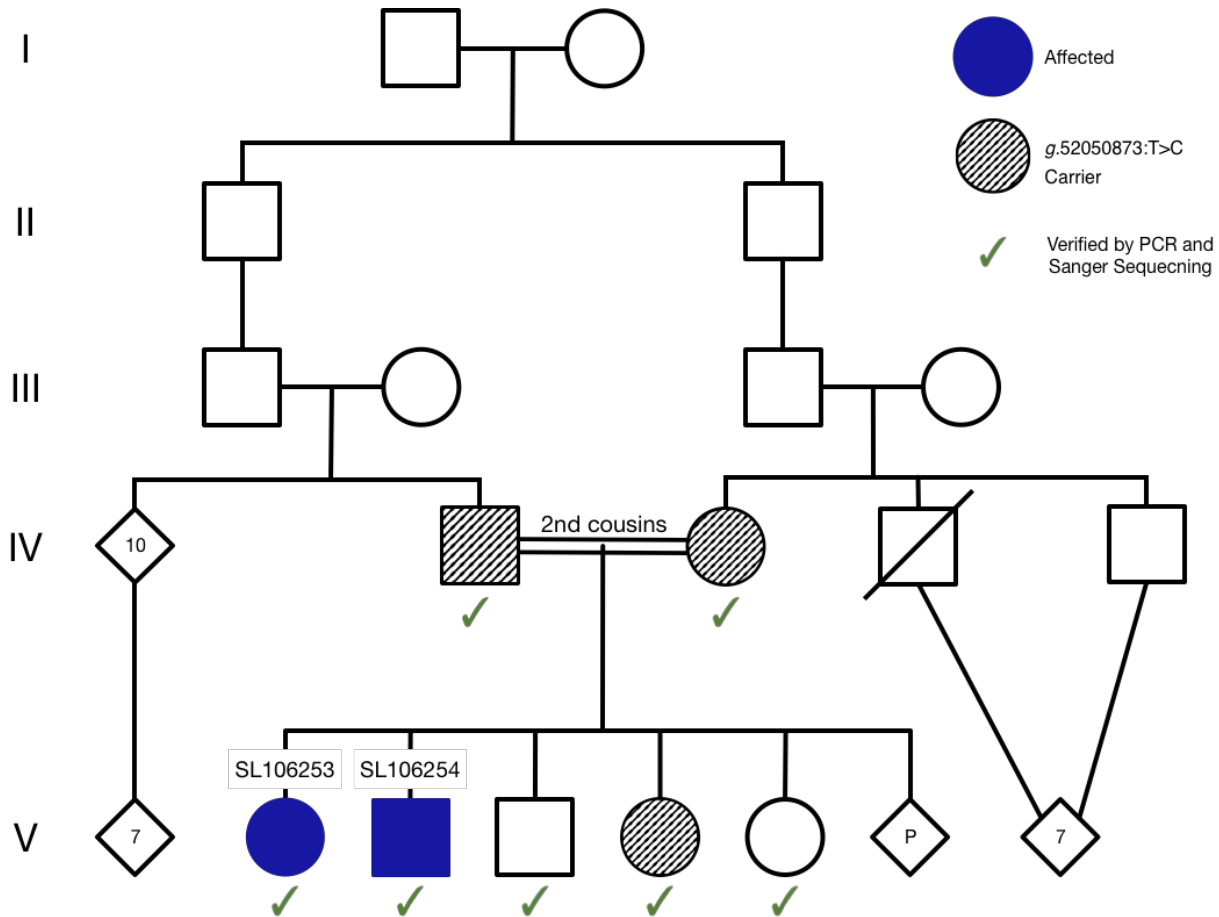 I
Affected
g.52050873:T>C
Carrier
II
Verified by PCR and
Sanger Sequecning
III
2nd cousins
IV
10
SL106253
SL106254
V
7
P
7